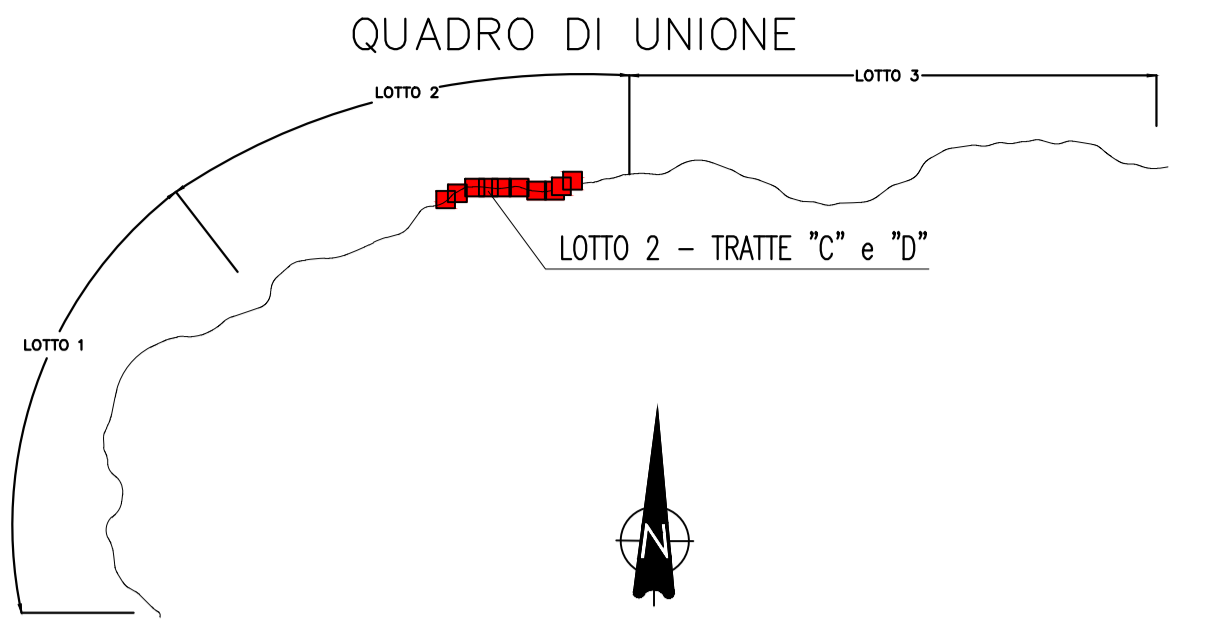 QUADRO DI UNIONE
LOTTO 3
LOTTO 2
LOTTO 2 – TRATTE "C" e "D"
LOTTO 1
N